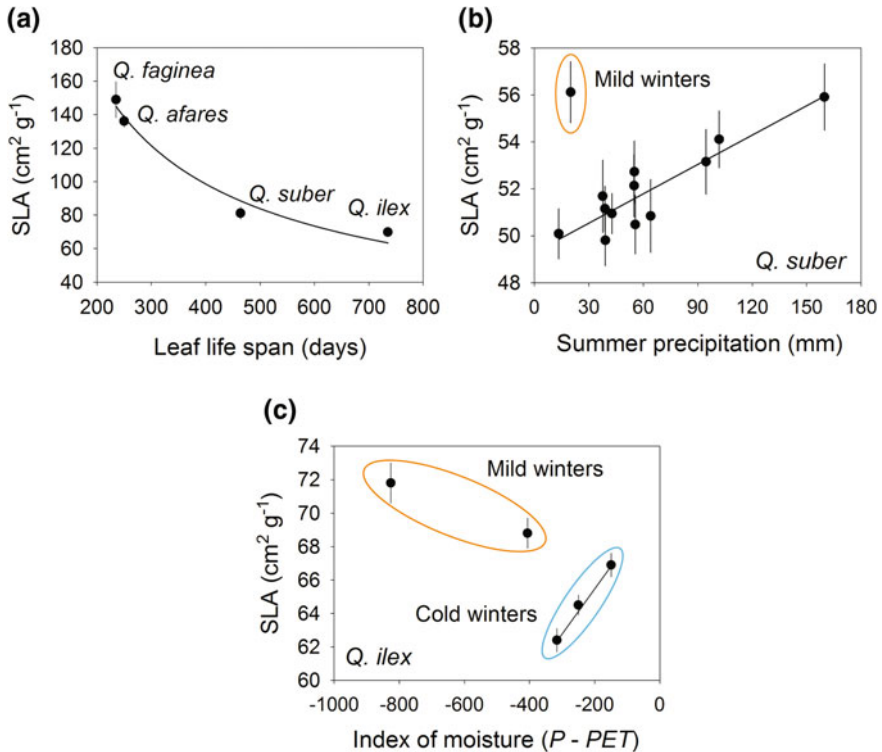 (a)
SLA (cm² g⁻¹)
180
160
140
120
100
80
60
40
Q. faginea
Q. afares
Q. suber
Q. ilex
200 300 400 500 600 700 800
Leaf life span (days)
(b)
SLA (cm² g⁻¹)
58
56
54
52
50
48
Mild winters
Q. suber
0 30 60 90 120 150 180
Summer precipitation (mm)
(c)
SLA (cm² g⁻¹)
74
72
70
68
66
64
62
60
Mild winters
Cold winters
Q. ilex
-1000 -800 -600 -400 -200 0
Index of moisture (P - PET)